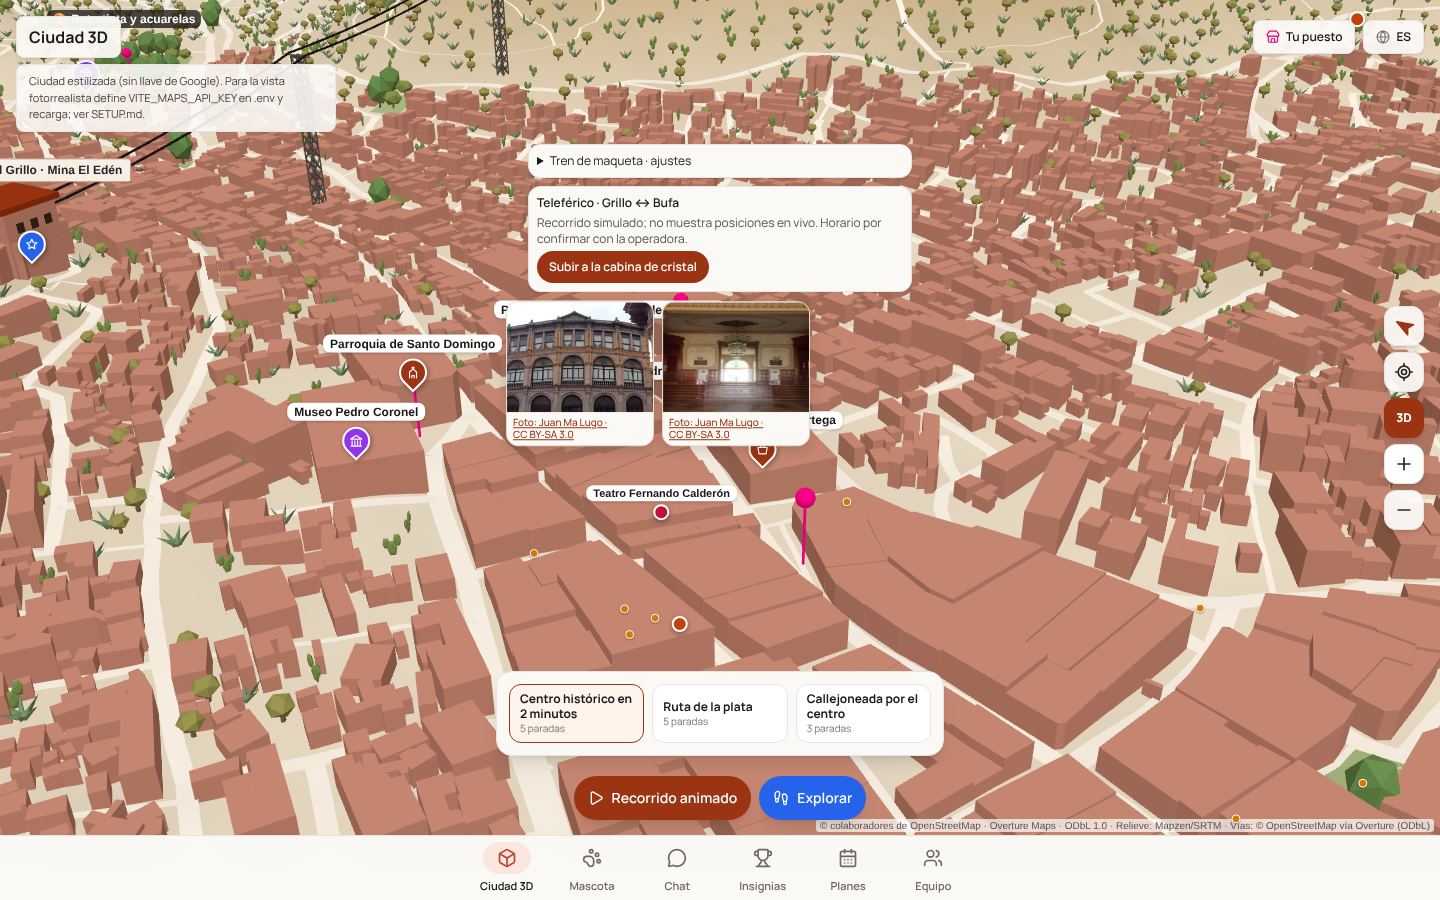 Retratista y acuarelas
Ciudad 3D
Tu puesto
ES
Ciudad estilizada (sin llave de Google). Para la vista
fotorrealista define VITE_MAPS_API_KEY en .env y
recarga; ver SETUP.md.
Grillo · Mina El Edén
Tren de maqueta · ajustes
Teleférico · Grillo ↔ Bufa
Recorrido simulado; no muestra posiciones en vivo. Horario por
confirmar con la operadora.
Subir a la cabina de cristal
Parroquia de Santo Domingo
Museo Pedro Coronel
Foto: Juan Ma Lugo ·
CC BY-SA 3.0
Foto: Juan Ma Lugo ·
CC BY-SA 3.0
3D
Teatro Fernando Calderón
Centro histórico en
2 minutos
5 paradas
Ruta de la plata
5 paradas
Callejoneada por el
centro
3 paradas
Recorrido animado
Explorar
© colaboradores de OpenStreetMap · Overture Maps · ODbL 1.0 · Relieve: Mapzen/SRTM · Vías: © OpenStreetMap vía Overture (ODbL)
Ciudad 3D
Mascota
Chat
Insignias
Planes
Equipo